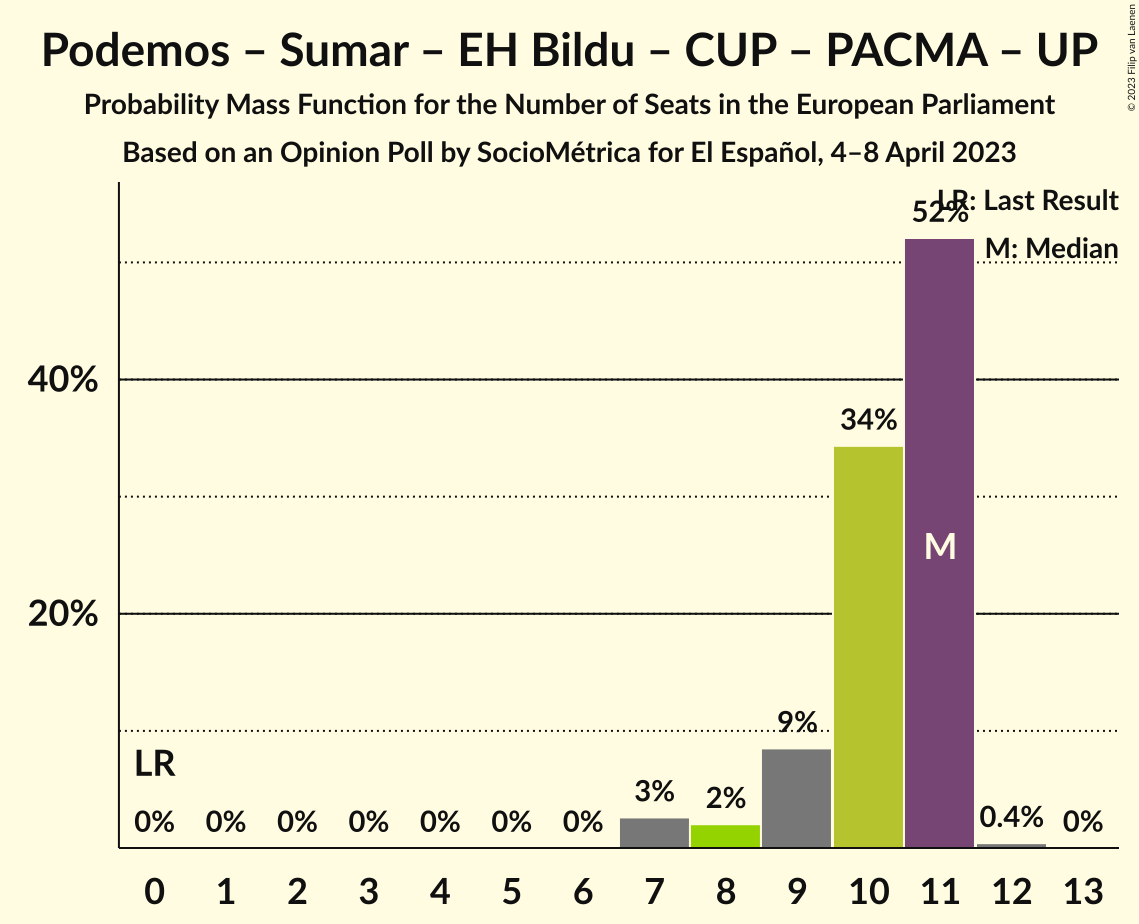 Podemos – Sumar – EH Bildu – CUP – PACMA – UP
Probability Mass Function for the Number of Seats in the European Parliament
Based on an Opinion Poll by SocioMétrica for El Español, 4–8 April 2023
© 2023 Filip van Laenen
LR: Last Result
M: Median
52%
40%
34%
M
20%
9%
LR
3%
2%
0% 0% 0% 0% 0% 0% 0% 0.4% 0%
0 1 2 3 4 5 6 7 8 9 10 11 12 13